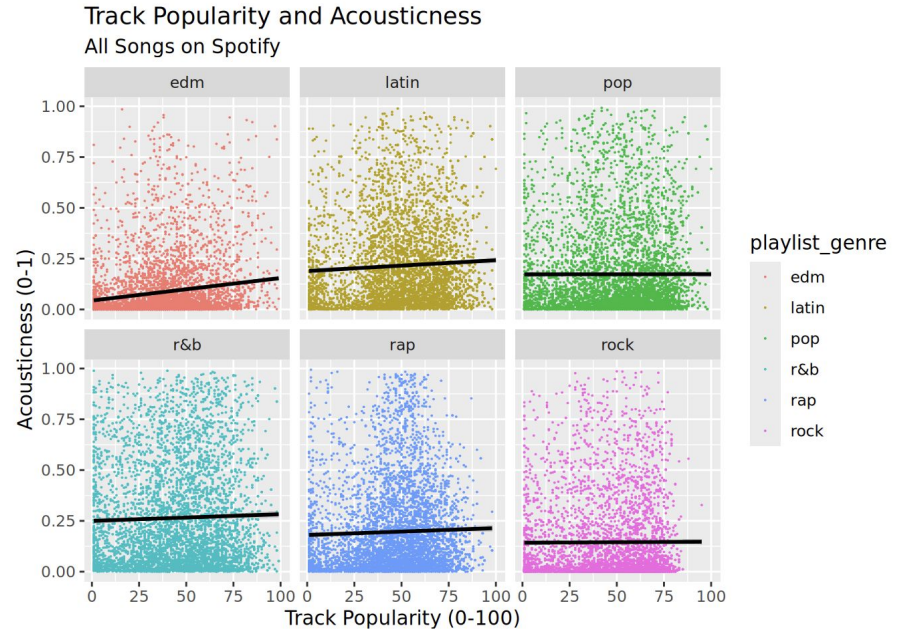 Track Popularity and Acousticness
All Songs on Spotify
edm
latin
pop
1.00
0.75
0.50
0.25
0.00
r&b
rap
rock
1.00
0.75
0.50
0.25
0.00
0 25 50 75 100
0 25 50 75 100
0 25 50 75 100
Acousticness (0-1)
Track Popularity (0-100)
playlist_genre
edm
latin
pop
r&b
rap
rock